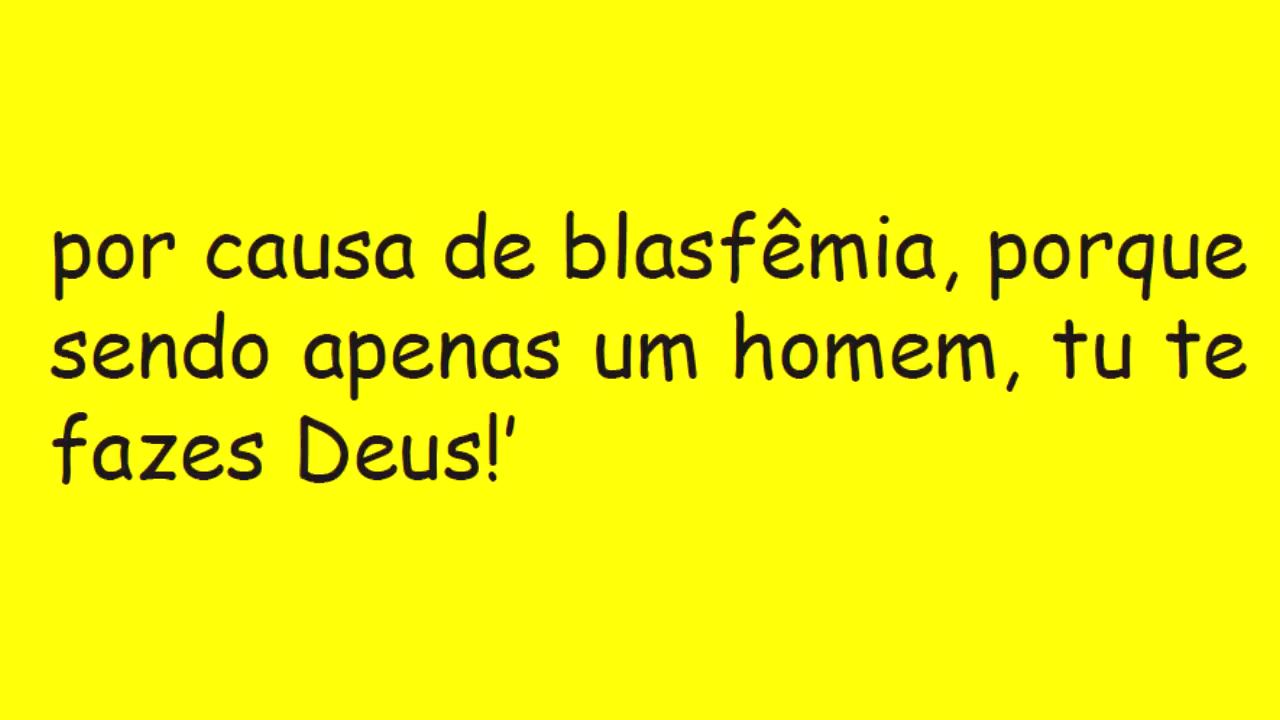 por causa de blasfêmia, porque
sendo apenas um homem, tu te
fazes Deus!’